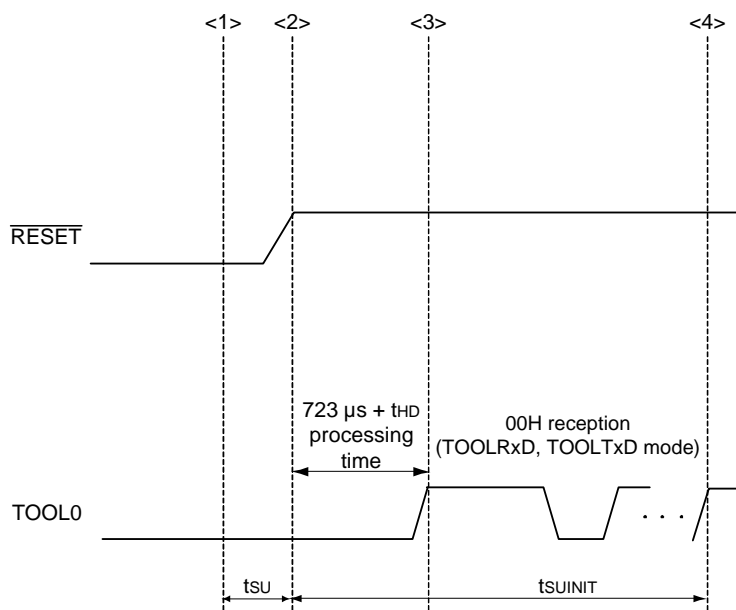 <1> <2> <3> <4>
RESET
723 µs + tHD
processing
time
00H reception
(TOOLRxD, TOOLTxD mode)
TOOL0
. . .
tSU
tSUINIT